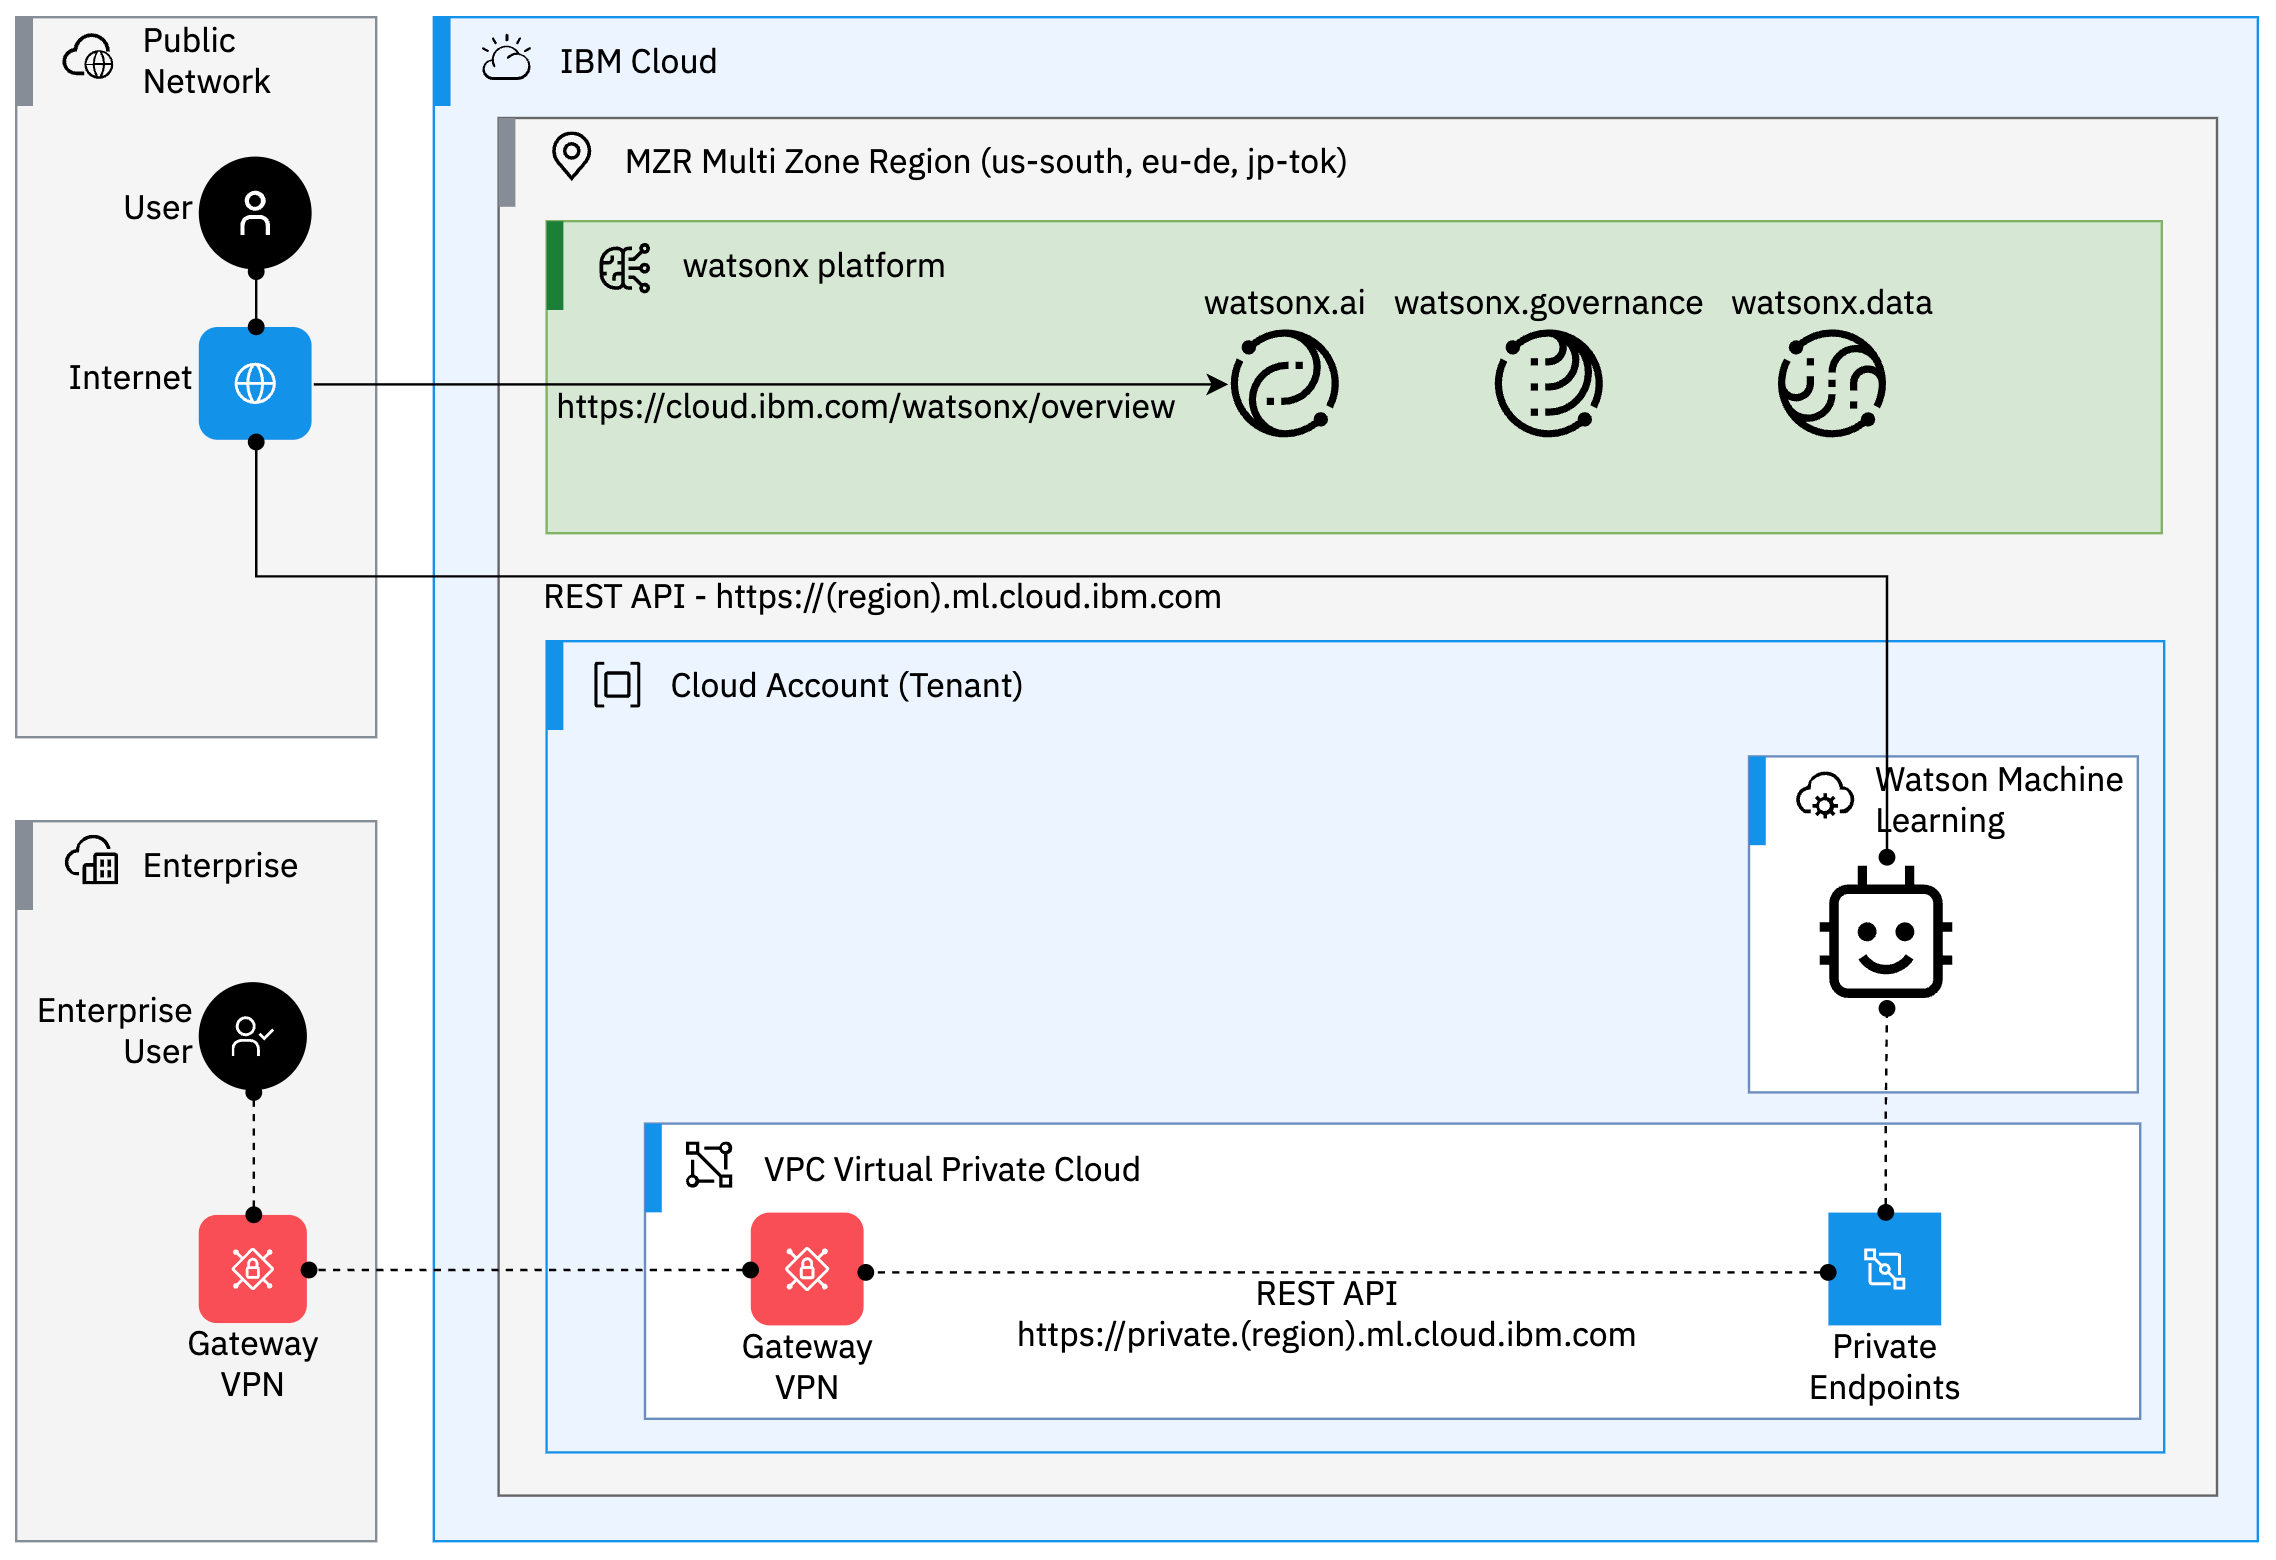 Public
Network
User
Internet
IBM Cloud
MZR Multi Zone Region (us-south, eu-de, jp-tok)
watsonx platform
watsonx.ai
watsonx.governance
watsonx.data
https://cloud.ibm.com/watsonx/overview
REST API - https://(region).ml.cloud.ibm.com
Cloud Account (Tenant)
Watson Machine
Learning
Enterprise
Enterprise
User
Gateway
VPN
VPC Virtual Private Cloud
Gateway
VPN
REST API
https://private.(region).ml.cloud.ibm.com
Private
Endpoints